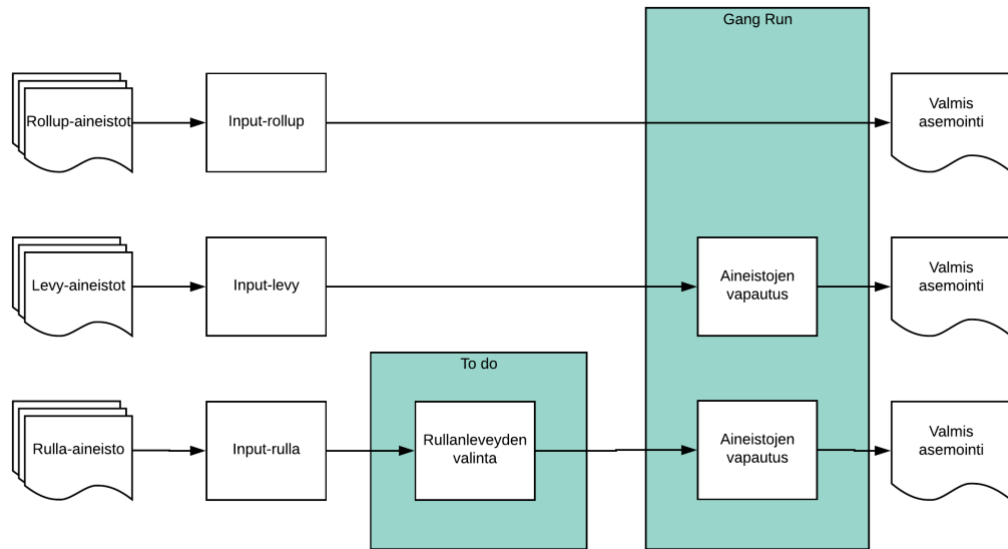 Gang Run
Rollup-aineistot
Input-rollup
Valmis
asemointi
Levy-aineistot
Input-levy
Aineistojen
vapautus
Valmis
asemointi
To do
Rulla-aineisto
Input-rulla
Rullanleveyden
valinta
Aineistojen
vapautus
Valmis
asemointi